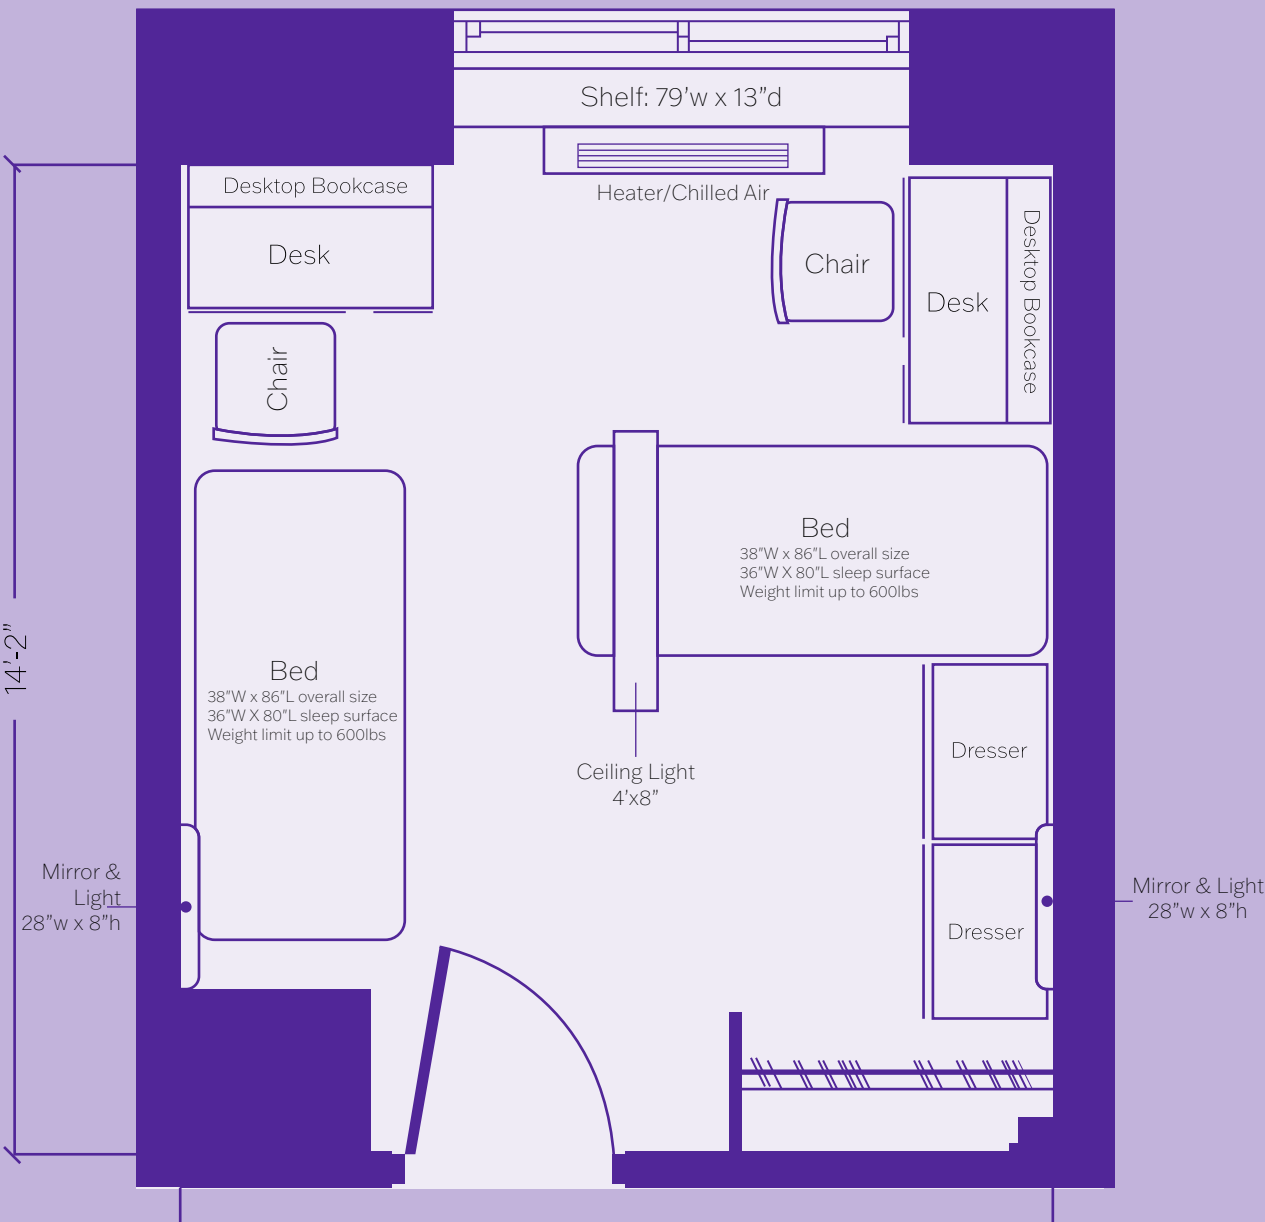 Shelf: 79’w x 13”d
Desktop Bookcase
Heater/Chilled Air
Desk
Chair
Desk
Desktop Bookcase
Chair
Bed
38"W x 86"L overall size
36"W X 80"L sleep surface
Weight limit up to 600lbs
14’-2”
Bed
38"W x 86"L overall size
36"W X 80"L sleep surface
Weight limit up to 600lbs
Dresser
Ceiling Light
4’x8”
Mirror &
Light
28”w x 8”h
Mirror & Light
28”w x 8”h
Dresser